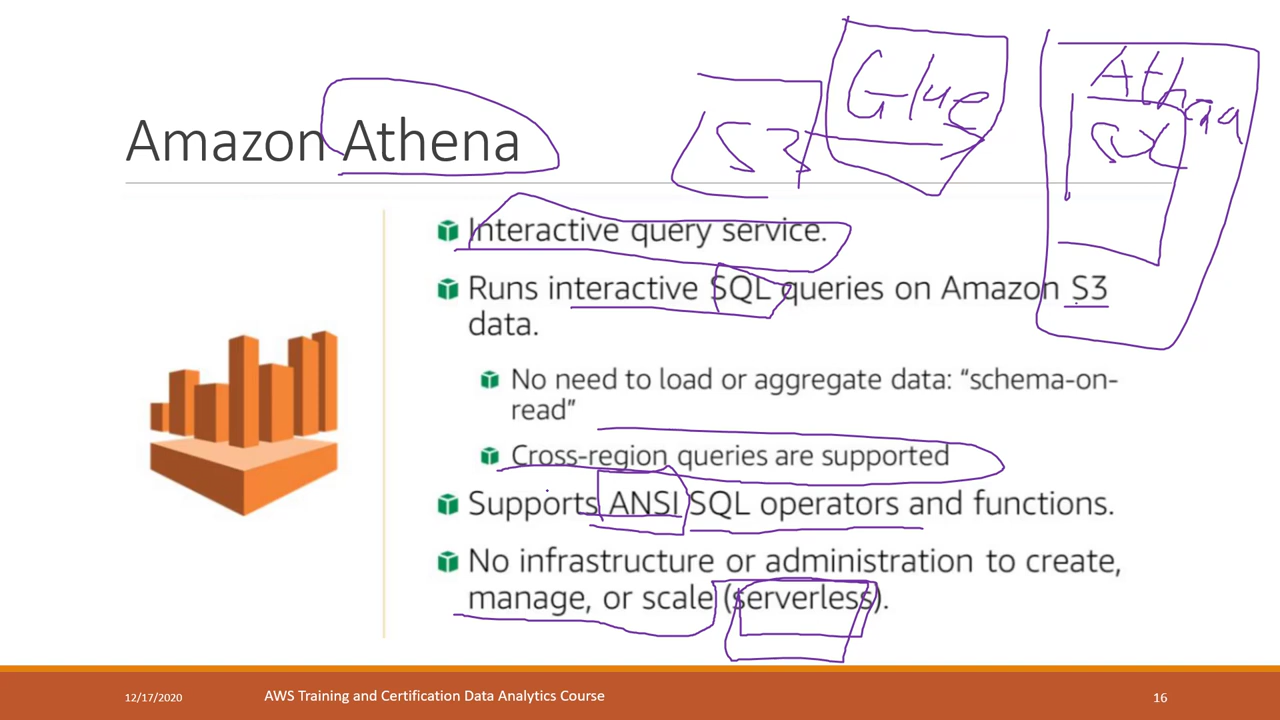 Glue
Athena
S3
Amazon Athena
Interactive query service.
Runs interactive SQL queries on Amazon S3
data.
No need to load or aggregate data: “schema-on-
read”
Cross-region queries are supported
Supports ANSI SQL operators and functions.
No infrastructure or administration to create,
manage, or scale (serverless).
12/17/2020
AWS Training and Certification Data Analytics Course
16